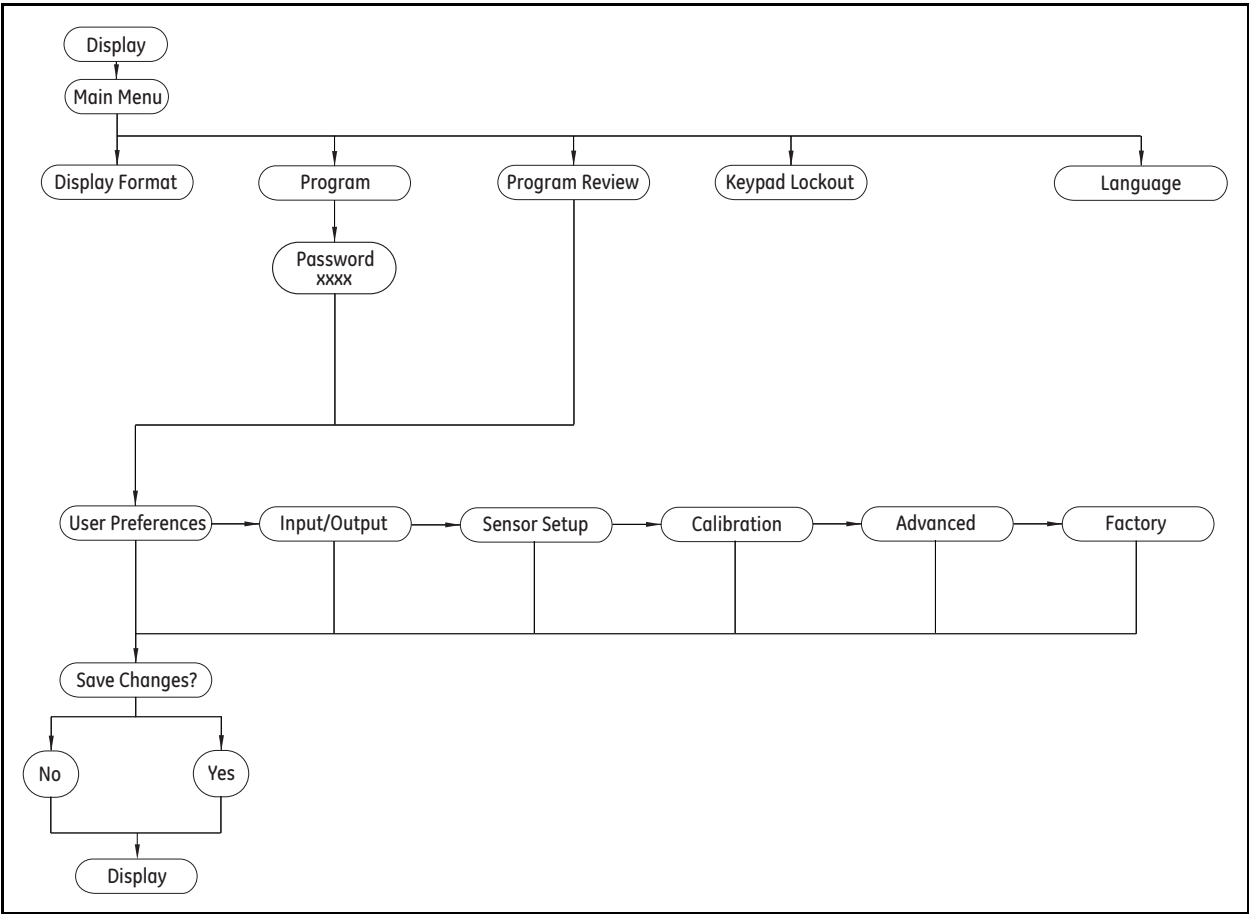 Display
Main Menu
Display Format
Program
Program Review
Keypad Lockout
Language
Password
xxxx
User Preferences
Input/Output
Sensor Setup
Calibration
Advanced
Factory
Save Changes?
No
Yes
Display